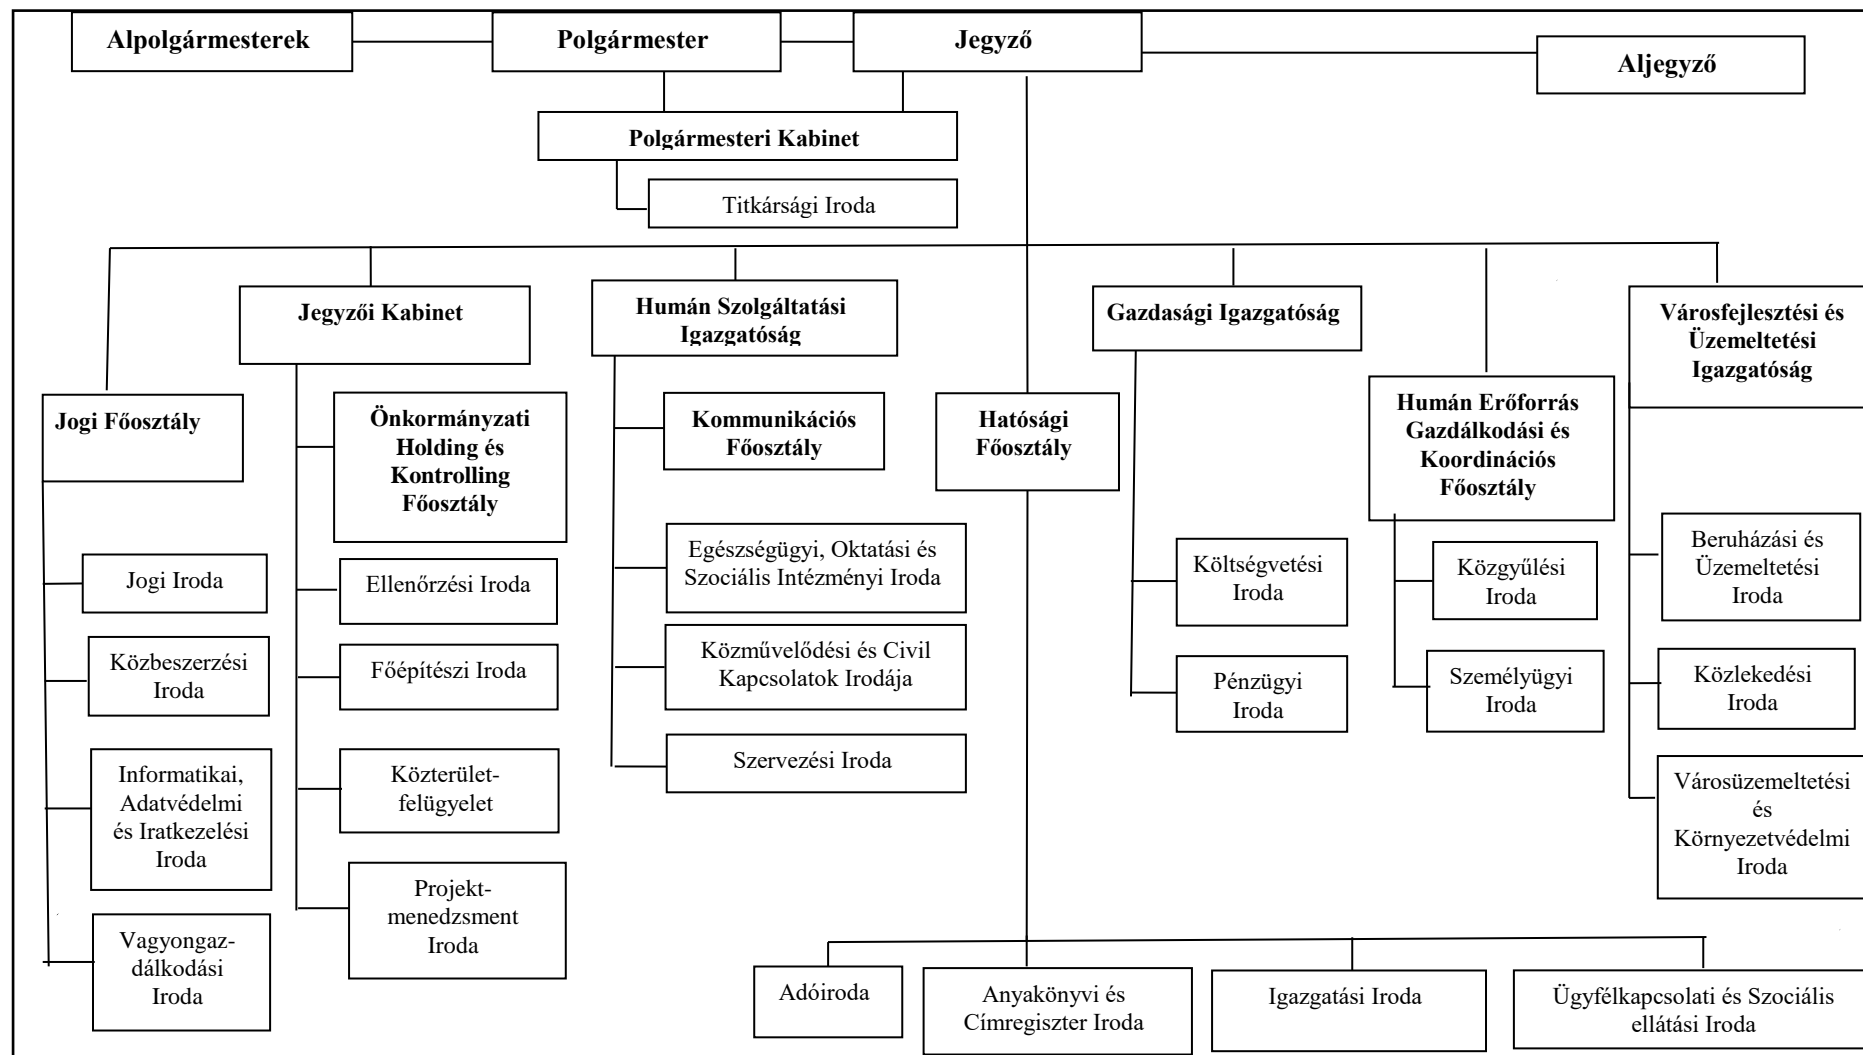 Alpolgármesterek
Polgármester
Jegyző
Aljegyző
Polgármesteri Kabinet
Titkársági Iroda
Jogi Főosztály
Jogi Iroda
Közbeszerzési
Iroda
Informatikai,
Adatvédelmi
és Iratkezelési
Iroda
Vagyongaz-
dálkodási
Iroda
Jegyzői Kabinet
Önkormányzati
Holding és
Kontrolling
Főosztály
Ellenőrzési Iroda
Főépítészi Iroda
Közterület-
felügyelet
Projekt-
menedzsment
Iroda
Humán Szolgáltatási
Igazgatóság
Kommunikációs
Főosztály
Egészségügyi, Oktatási és
Szociális Intézményi Iroda
Közművelődési és Civil
Kapcsolatok Irodája
Szervezési Iroda
Hatósági
Főosztály
Adóiroda
Anyakönyvi és
Címregiszter Iroda
Igazgatási Iroda
Ügyfélkapcsolati és Szociális
ellátási Iroda
Gazdasági Igazgatóság
Költségvetési
Iroda
Pénzügyi
Iroda
Humán Erőforrás
Gazdálkodási és
Koordinációs
Főosztály
Közgyűlési
Iroda
Személyügyi
Iroda
Városfejlesztési és
Üzemeltetési
Igazgatóság
Beruházási és
Üzemeltetési
Iroda
Közlekedési
Iroda
Városüzemeltetési
és
Környezetvédelmi
Iroda